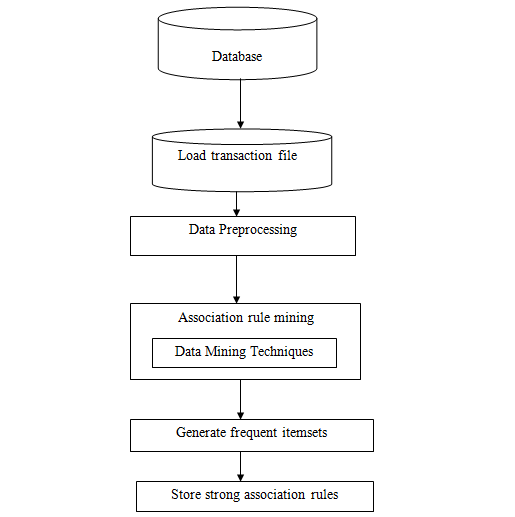 Database
Load transaction file
Data Preprocessing
Association rule mining
Data Mining Techniques
Generate frequent itemsets
Store strong association rules